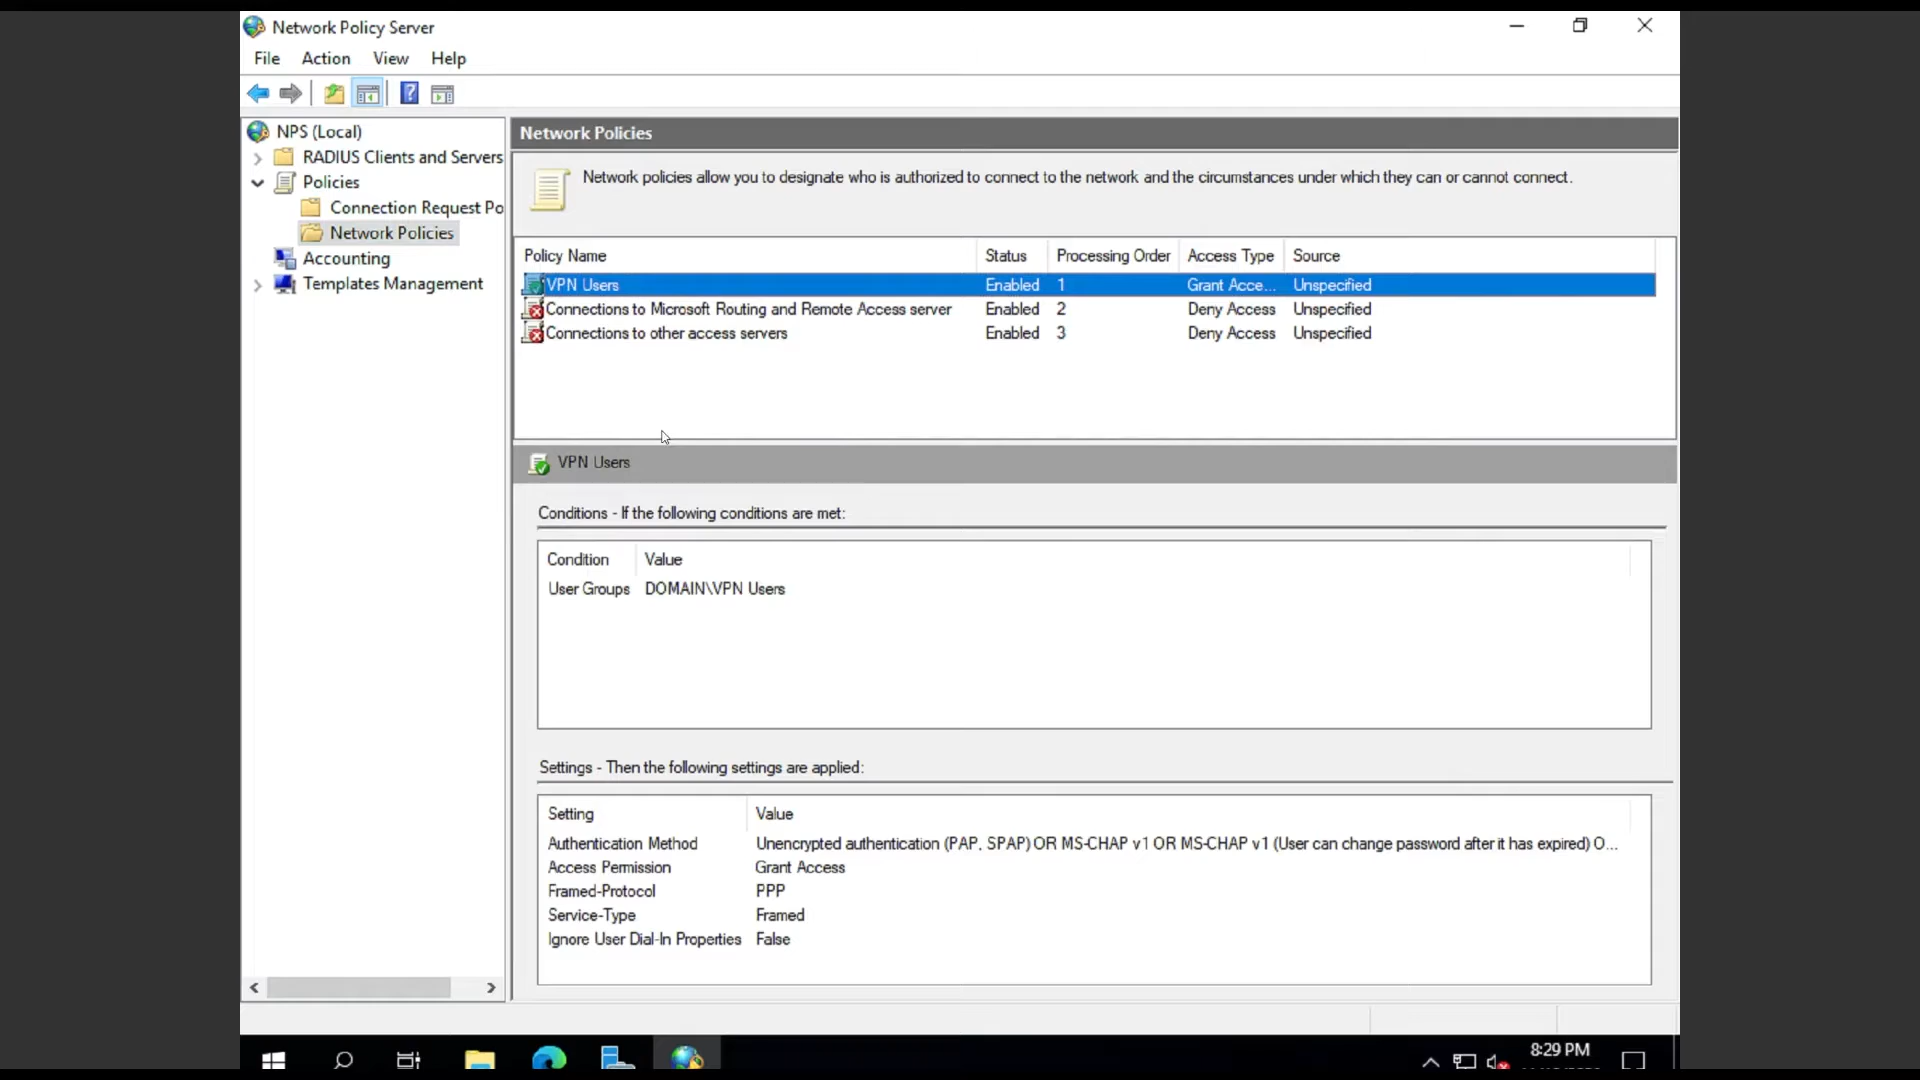 Network Policy Server
File Action View Help
NPS (Local)
RADIUS Clients and Servers
Policies
Connection Request Po
Network Policies
Accounting
Templates Management
Network Policies
Network policies allow you to designate who is authorized to connect to the network and the circumstances under which they can or cannot connect.
Policy Name Status Processing Order Access Type Source
VPN Users Enabled 1 Grant Acce... Unspecified
Connections to Microsoft Routing and Remote Access server Enabled 2 Deny Access Unspecified
Connections to other access servers Enabled 3 Deny Access Unspecified
VPN Users
Conditions - If the following conditions are met:
Condition Value
User Groups DOMAIN\VPN Users
Settings - Then the following settings are applied:
Setting Value
Authentication Method Unencrypted authentication (PAP, SPAP) OR MS-CHAP v1 OR MS-CHAP v1 (User can change password after it has expired) O...
Access Permission Grant Access
Framed-Protocol PPP
Service-Type Framed
Ignore User Dial-In Properties False
8:29 PM